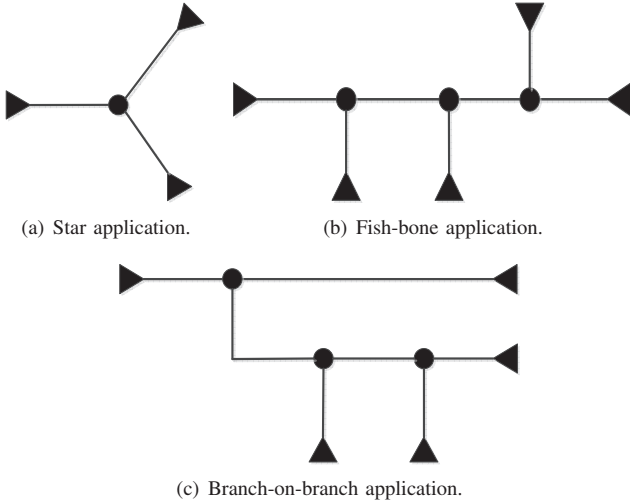 (a) Star application.
(b) Fish-bone application.
(c) Branch-on-branch application.